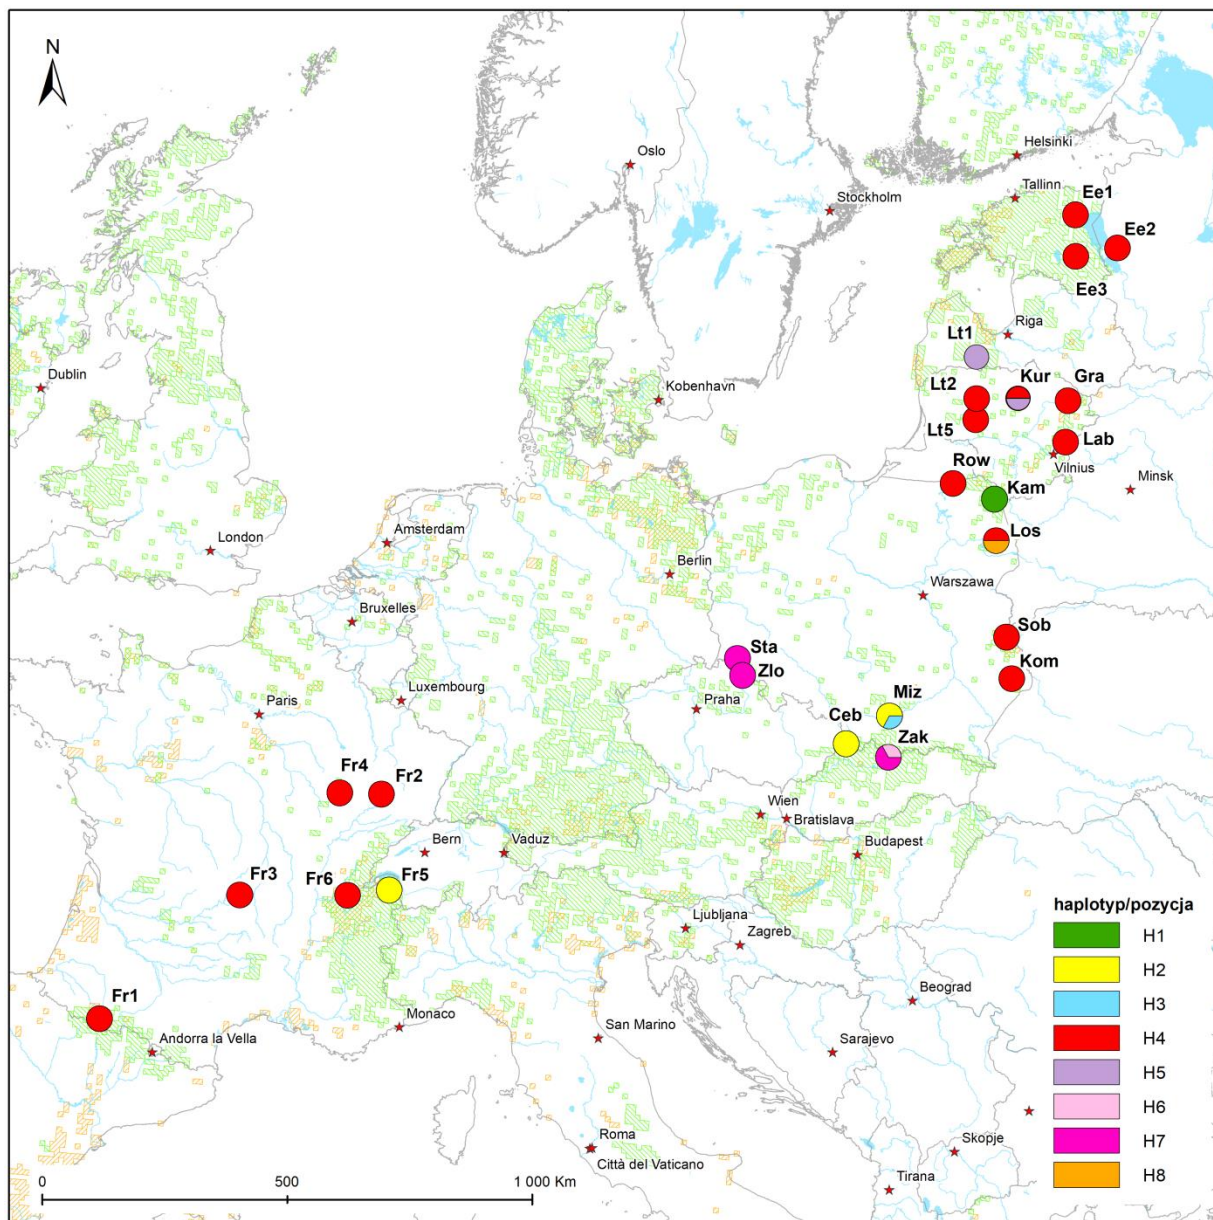 N
Oslo
Helsinki
Tallinn
Stockholm
Ee1
Ee2
Ee3
Riga
Lt1
Dublin
Kobenhavn
Lt2
Kur
Gra
Lt5
Lab
Vilnius
Row
Minsk
Kam
London
Amsterdam
Los
Berlin
Warszawa
Bruxelles
Sta
Sob
Zlo
Kom
Luxembourg
Paris
Praha
Miz
Ceb
Zak
Fr4
Fr2
Wien
Bratislava
Bern
Vaduz
Budapest
Fr3
Fr6
Fr5
haplotyp/pozycja
Ljubljana
Zagreb
H1
H2
Fr1
Beograd
H3
Monaco
San Marino
H4
Andorra la Vella
Sarajevo
H5
H6
Roma
Skopje
H7
Città del Vaticano
Tirana
H8
0 500 1 000 Km